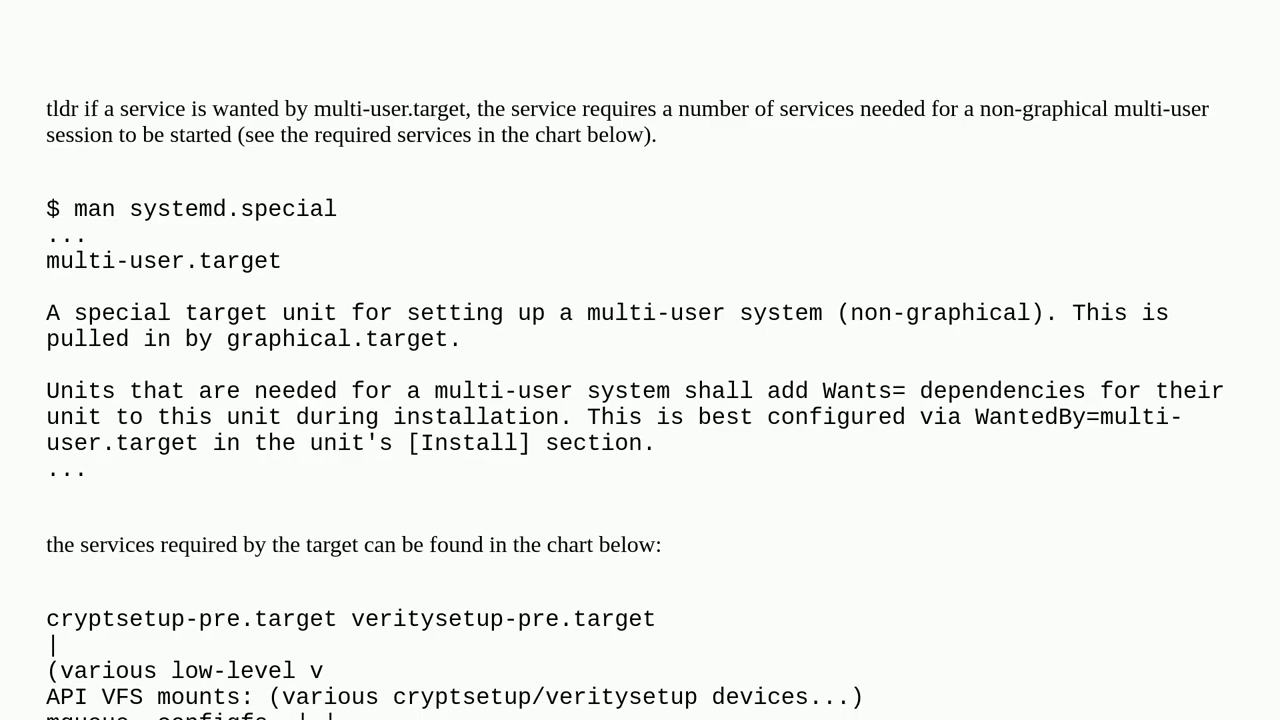 tldr if a service is wanted by multi-user.target, the service requires a number of services needed for a non-graphical multi-user
session to be started (see the required services in the chart below).
$ man systemd.special
...
multi-user.target
A special target unit for setting up a multi-user system (non-graphical). This is
pulled in by graphical.target.
Units that are needed for a multi-user system shall add Wants= dependencies for their
unit to this unit during installation. This is best configured via WantedBy=multi-
user.target in the unit's [Install] section.
...
the services required by the target can be found in the chart below:
cryptsetup-pre.target veritysetup-pre.target
|
(various low-level v
API VFS mounts: (various cryptsetup/veritysetup devices...)
mqueue, configfs, | |